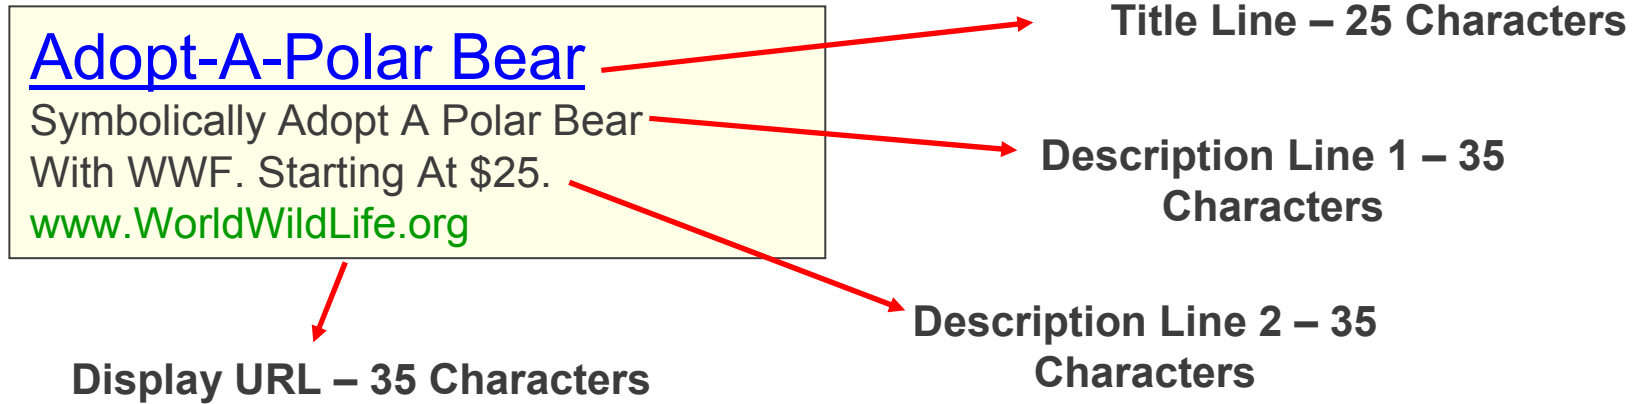 Title Line – 25 Characters
Adopt-A-Polar Bear
Symbolically Adopt A Polar Bear
With WWF. Starting At $25.
www.WorldWildLife.org
Description Line 1 – 35
Characters
Description Line 2 – 35
Characters
Display URL – 35 Characters